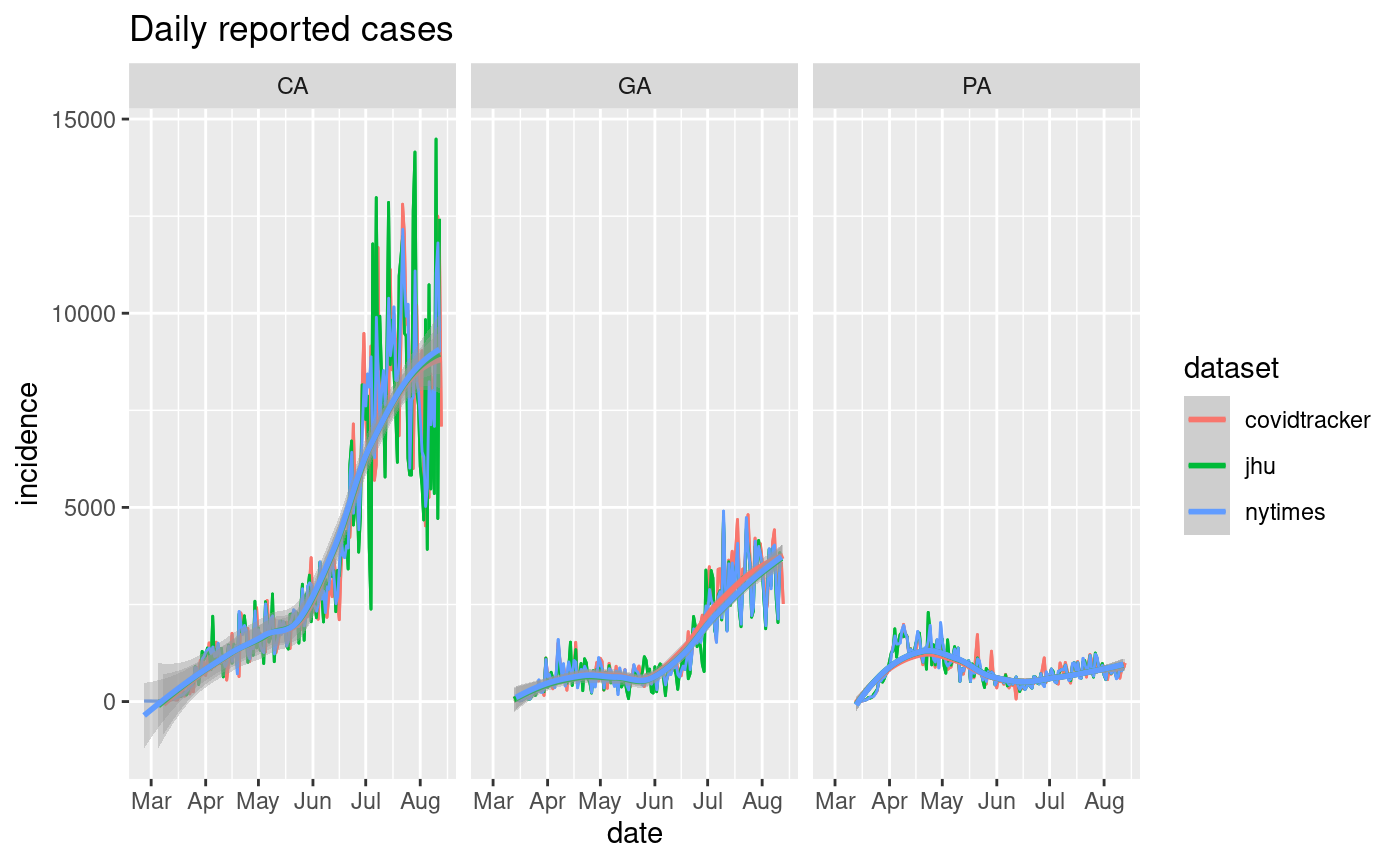 Daily reported cases
CA GA PA
15000
10000
5000
0
incidence
Mar Apr May Jun Jul Aug Mar Apr May Jun Jul Aug Mar Apr May Jun Jul Aug
date
dataset
covidtracker
jhu
nytimes